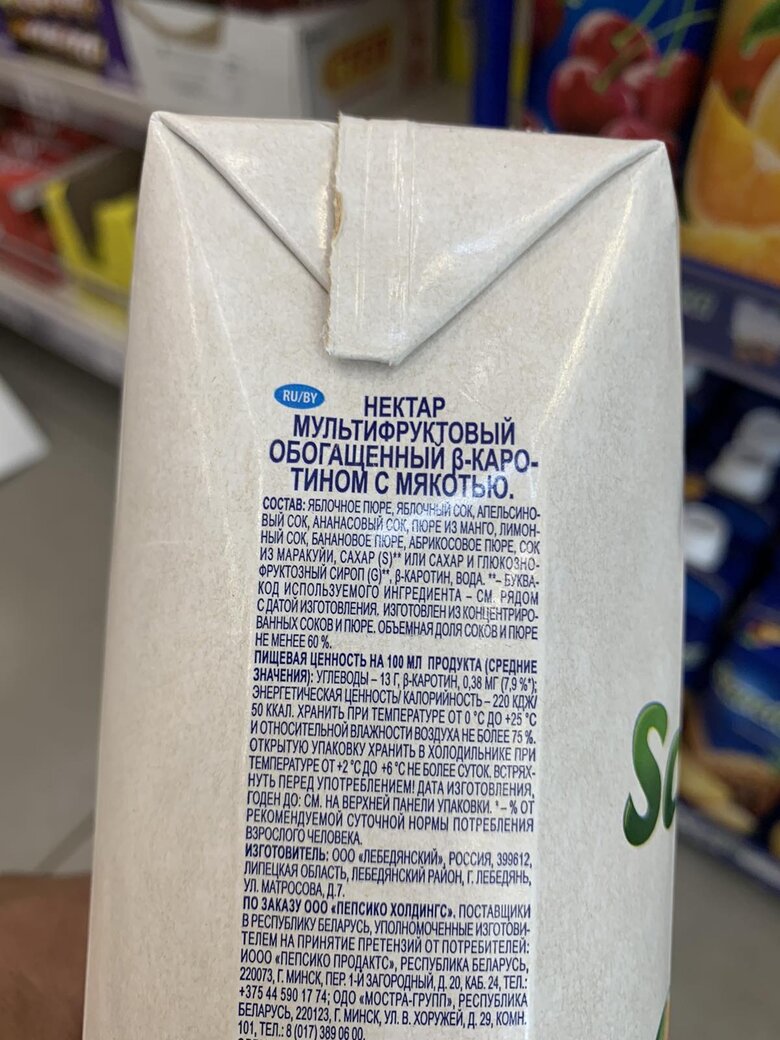 RU/BY
НЕКТАР
МУЛЬТИФРУКТОВЫЙ
ОБОГАЩЕННЫЙ β-КАРО-
ТИНОМ С МЯКОТЬЮ.
СОСТАВ: ЯБЛОЧНОЕ ПЮРЕ, ЯБЛОЧНЫЙ СОК, АПЕЛЬСИНО-
ВЫЙ СОК, АНАНАСОВЫЙ СОК, ПЮРЕ ИЗ МАНГО, ЛИМОН-
НЫЙ СОК, БАНАНОВОЕ ПЮРЕ, АБРИКОСОВОЕ ПЮРЕ, СОК
ИЗ МАРАКУЙИ, САХАР (S)** ИЛИ САХАР И ГЛЮКОЗНО-
ФРУКТОЗНЫЙ СИРОП (G)**, β-КАРОТИН, ВОДА. **– БУКВА-
КОД ИСПОЛЬЗУЕМОГО ИНГРЕДИЕНТА – СМ. РЯДОМ
С ДАТОЙ ИЗГОТОВЛЕНИЯ. ИЗГОТОВЛЕН ИЗ КОНЦЕНТРИРО-
ВАННЫХ СОКОВ И ПЮРЕ. ОБЪЕМНАЯ ДОЛЯ СОКОВ И ПЮРЕ
НЕ МЕНЕЕ 60 %.
ПИЩЕВАЯ ЦЕННОСТЬ НА 100 МЛ ПРОДУКТА (СРЕДНИЕ
ЗНАЧЕНИЯ): УГЛЕВОДЫ – 13 Г, β-КАРОТИН, 0,38 МГ (7,9 %*);
ЭНЕРГЕТИЧЕСКАЯ ЦЕННОСТЬ/ КАЛОРИЙНОСТЬ – 220 КДЖ/
50 ККАЛ. ХРАНИТЬ ПРИ ТЕМПЕРАТУРЕ ОТ 0 °С ДО +25 °С
И ОТНОСИТЕЛЬНОЙ ВЛАЖНОСТИ ВОЗДУХА НЕ БОЛЕЕ 75 %.
ОТКРЫТУЮ УПАКОВКУ ХРАНИТЬ В ХОЛОДИЛЬНИКЕ ПРИ
ТЕМПЕРАТУРЕ ОТ +2 °С ДО +6 °С НЕ БОЛЕЕ СУТОК. ВСТРЯХ-
НУТЬ ПЕРЕД УПОТРЕБЛЕНИЕМ! ДАТА ИЗГОТОВЛЕНИЯ,
ГОДЕН ДО: СМ. НА ВЕРХНЕЙ ПАНЕЛИ УПАКОВКИ. * – % ОТ
РЕКОМЕНДУЕМОЙ СУТОЧНОЙ НОРМЫ ПОТРЕБЛЕНИЯ
ВЗРОСЛОГО ЧЕЛОВЕКА.
ИЗГОТОВИТЕЛЬ: ООО «ЛЕБЕДЯНСКИЙ», РОССИЯ, 399612,
ЛИПЕЦКАЯ ОБЛАСТЬ, ЛЕБЕДЯНСКИЙ РАЙОН, Г. ЛЕБЕДЯНЬ,
УЛ. МАТРОСОВА, Д.7.
ПО ЗАКАЗУ ООО «ПЕПСИКО ХОЛДИНГС». ПОСТАВЩИКИ
В РЕСПУБЛИКУ БЕЛАРУСЬ, УПОЛНОМОЧЕННЫЕ ИЗГОТОВИ-
ТЕЛЕМ НА ПРИНЯТИЕ ПРЕТЕНЗИЙ ОТ ПОТРЕБИТЕЛЕЙ:
ИООО «ПЕПСИКО ПРОДАКТС», РЕСПУБЛИКА БЕЛАРУСЬ,
220073, Г. МИНСК, ПЕР. 1-Й ЗАГОРОДНЫЙ, Д. 20, КАБ. 24, ТЕЛ.:
+375 44 590 17 74; ОДО «МОСТРА-ГРУПП», РЕСПУБЛИКА
БЕЛАРУСЬ, 220123, Г. МИНСК, УЛ. В. ХОРУЖЕЙ, Д. 29, КОМН.
101, ТЕЛ.: 8 (017) 389 06 00.